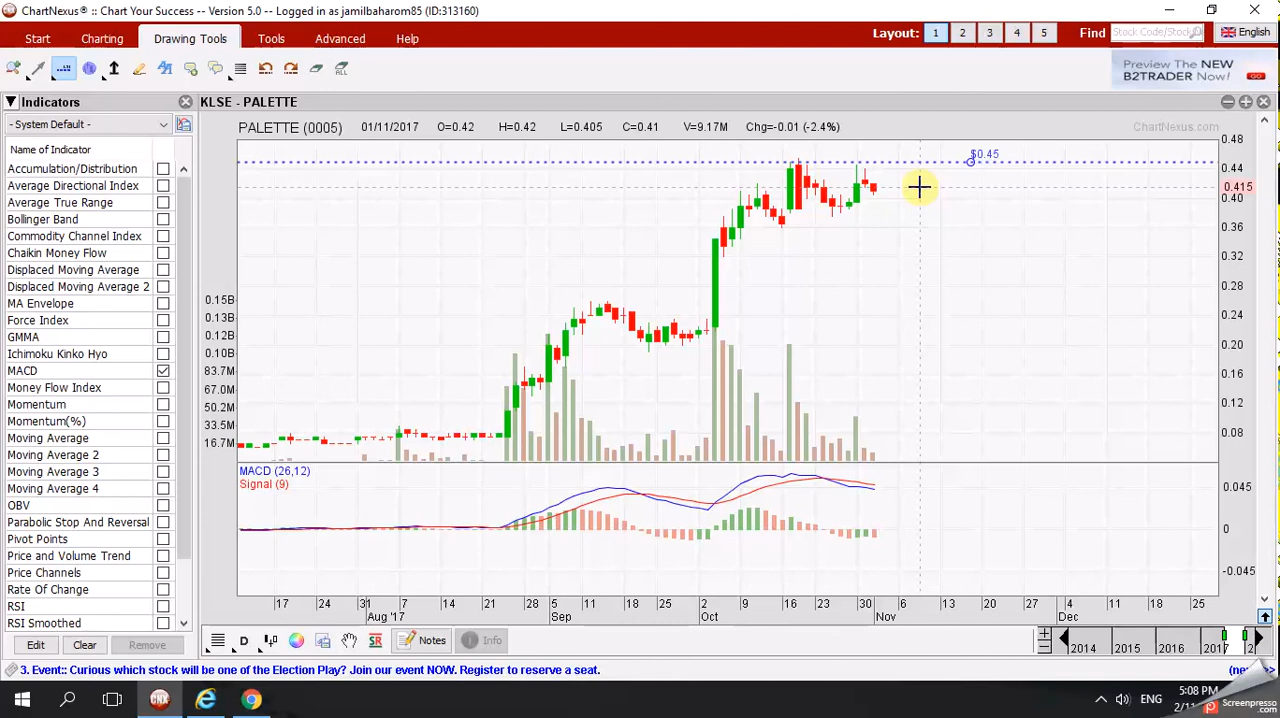 ChartNexus® :: Chart Your Success - Version 5.0 - Logged in as jamilbaharom85 (ID:313160)
Start Charting Drawing Tools Tools Advanced Help Layout: 1 2 3 4 5 Find English
Preview The NEW
B2TRADER Now! GO
Indicators KLSE - PALETTE
- System Default -
PALETTE (0005) 01/11/2017 O=0.42 H=0.42 L=0.405 C=0.41 V=9.17M Chg=-0.01 (-2.4%) ChartNexus.com
Name of Indicator
Accumulation/Distribution
Average Directional Index
Average True Range
Bollinger Band
Commodity Channel Index
Chaikin Money Flow
Displaced Moving Average
Displaced Moving Average 2
MA Envelope
Force Index
GMMA
Ichimoku Kinko Hyo
MACD
Money Flow Index
Momentum
Momentum(%)
Moving Average
Moving Average 2
Moving Average 3
Moving Average 4
OBV
Parabolic Stop And Reversal
Pivot Points
Price and Volume Trend
Price Channels
Rate Of Change
RSI
RSI Smoothed
Edit Clear Remove
$0.45
0.48
0.44
0.415
0.40
0.36
0.32
0.28
0.24
0.20
0.16
0.12
0.08
0.15B
0.13B
0.12B
0.10B
83.7M
67.0M
50.2M
33.5M
16.7M
MACD (26,12)
Signal (9)
0.045
0
-0.045
17 24 31 7 14 21 28 5 11 18 25 2 9 16 23 30 6 13 20 27 4 11 18 25
Aug '17 Sep Oct Nov Dec
D SR Notes Info
2014 2015 2016 2017
3. Event:: Curious which stock will be one of the Election Play? Join our event NOW. Register to reserve a seat.
CNX ENG 5:08 PM
Screenpresso
.com